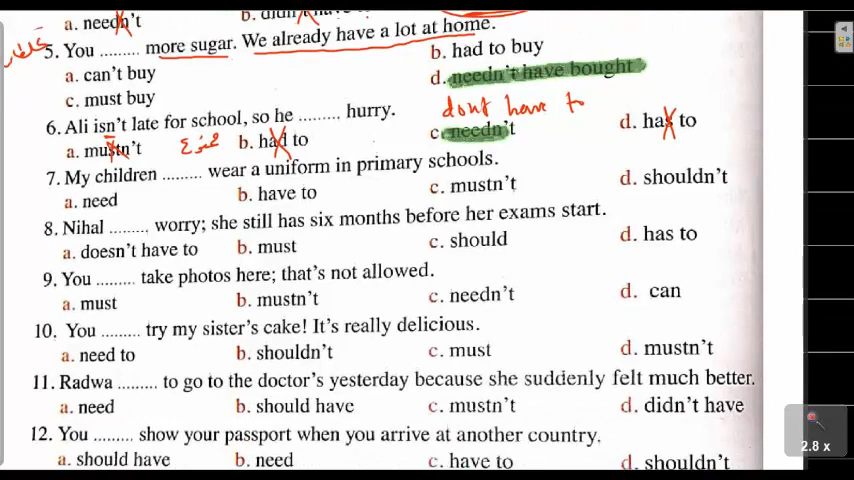 a. needn't b. didn't
5. You ......... more sugar. We already have a lot at home.
a. can't buy b. had to buy
c. must buy d. needn't have bought
6. Ali isn't late for school, so he ......... hurry. dont have to
a. mustn't ممنوع b. had to c. needn't d. has to
7. My children ......... wear a uniform in primary schools.
a. need b. have to c. mustn't d. shouldn't
8. Nihal ........, worry; she still has six months before her exams start.
a. doesn't have to b. must c. should d. has to
9. You ......... take photos here; that's not allowed.
a. must b. mustn't c. needn't d. can
10. You ......... try my sister's cake! It's really delicious.
a. need to b. shouldn't c. must d. mustn't
11. Radwa ......... to go to the doctor's yesterday because she suddenly felt much better.
a. need b. should have c. mustn't d. didn't have
12. You ......... show your passport when you arrive at another country.
a. should have b. need c. have to d. shouldn't
2.8 x